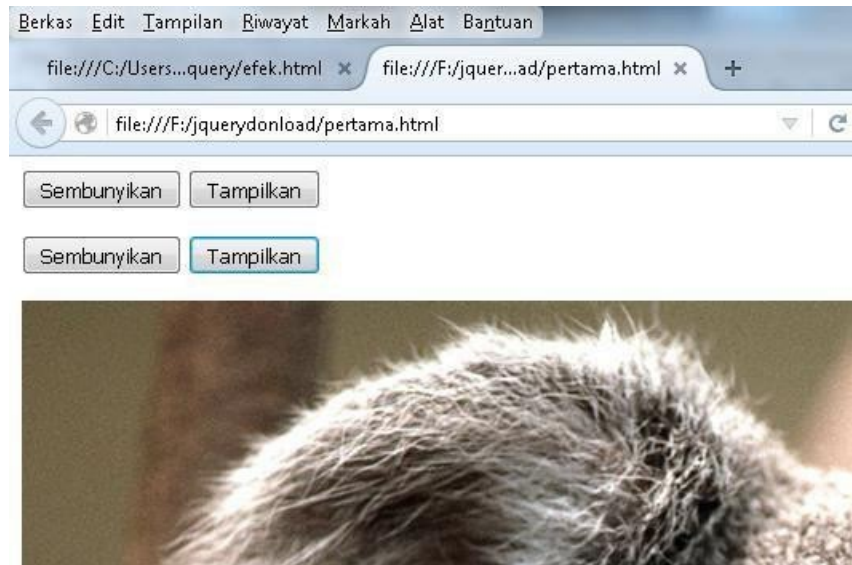 Berkas Edit Tampilan Riwayat Markah Alat Bantuan
file:///C:/Users...query/efek.html file:///F:/jquer...ad/pertama.html
file:///F:/jquerydonload/pertama.html
Sembunyikan Tampilkan
Sembunyikan Tampilkan